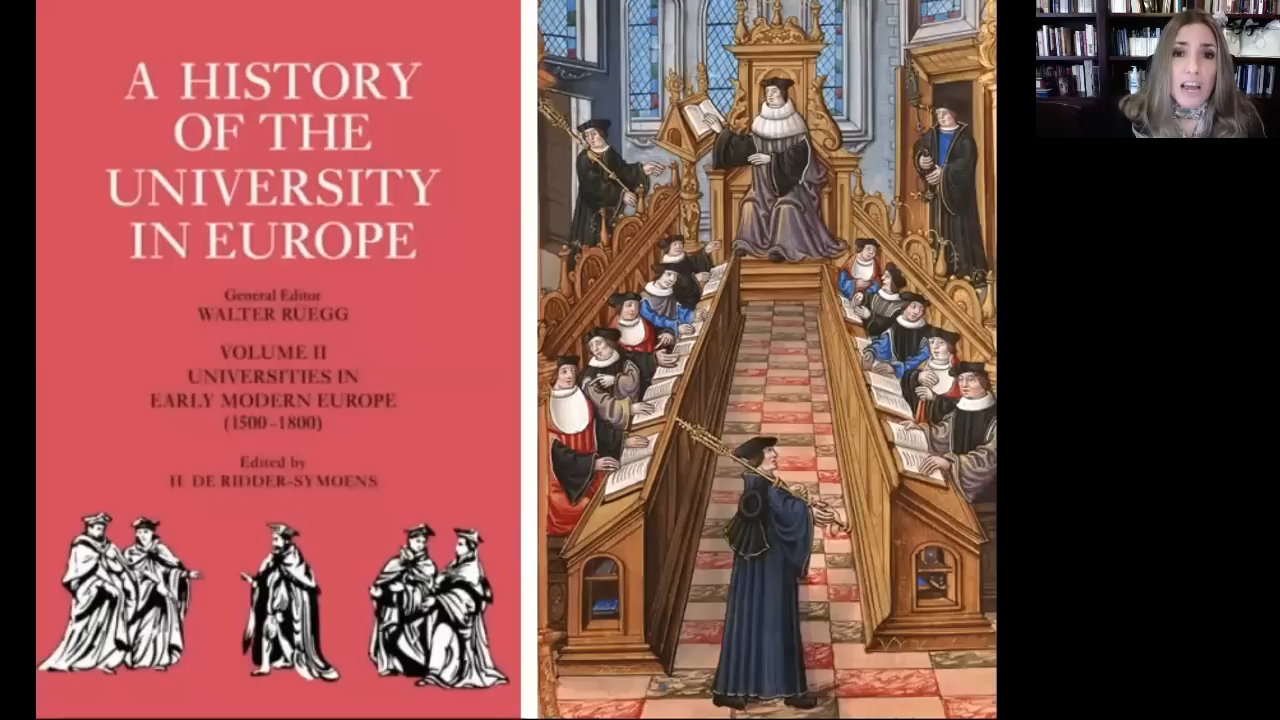 A HISTORY
OF THE
UNIVERSITY
IN EUROPE
General Editor
WALTER RUEGG
VOLUME II
UNIVERSITIES IN
EARLY MODERN EUROPE
(1500–1800)
Edited by
H. DE RIDDER-SYMOENS